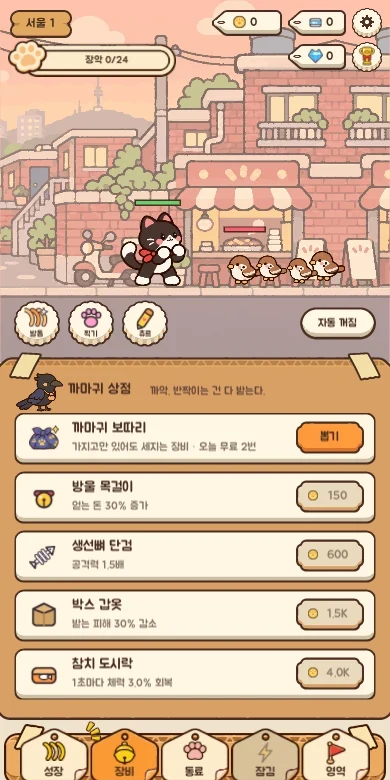 서울 1
0
0
장악 0/24
0
발톱
찍기
츄르
자동 꺼짐
까마귀 상점
까악. 반짝이는 건 다 받는다.
까마귀 보따리
가지고만 있어도 세지는 장비 · 오늘 무료 2번
뽑기
방울 목걸이
얻는 돈 30% 증가
150
생선뼈 단검
공격력 1.5배
600
박스 갑옷
받는 피해 30% 감소
1.5K
참치 도시락
1초마다 체력 3.0% 회복
4.0K
성장
장비
동료
장김
영역